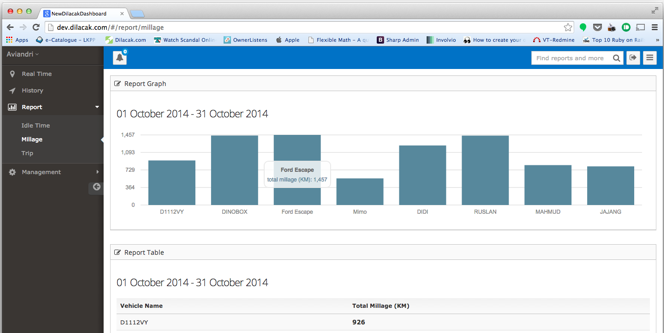 NewDilacakDashboard
dev.dilacak.com/#/report/millage
Apps
e-Catalogue - LKPP
Dilacak.com
Watch Scandal Onlin
OwnerListens
Apple
Flexible Math – A qu
Sharp Admin
Involvio
How to create your
VT-Redmine
Top 10 Ruby on Rail
Aviandri
Find reports and more
Real Time
History
Report
Idle Time
Millage
Trip
Management
Report Graph
01 October 2014 - 31 October 2014
1,457
1,093
729
364
0
Ford Escape
total millage (KM): 1,457
D1112VY
DINOBOX
Ford Escape
Mimo
DIDI
RUSLAN
MAHMUD
JAJANG
Report Table
01 October 2014 - 31 October 2014
Vehicle Name Total Millage (KM)
D1112VY 926